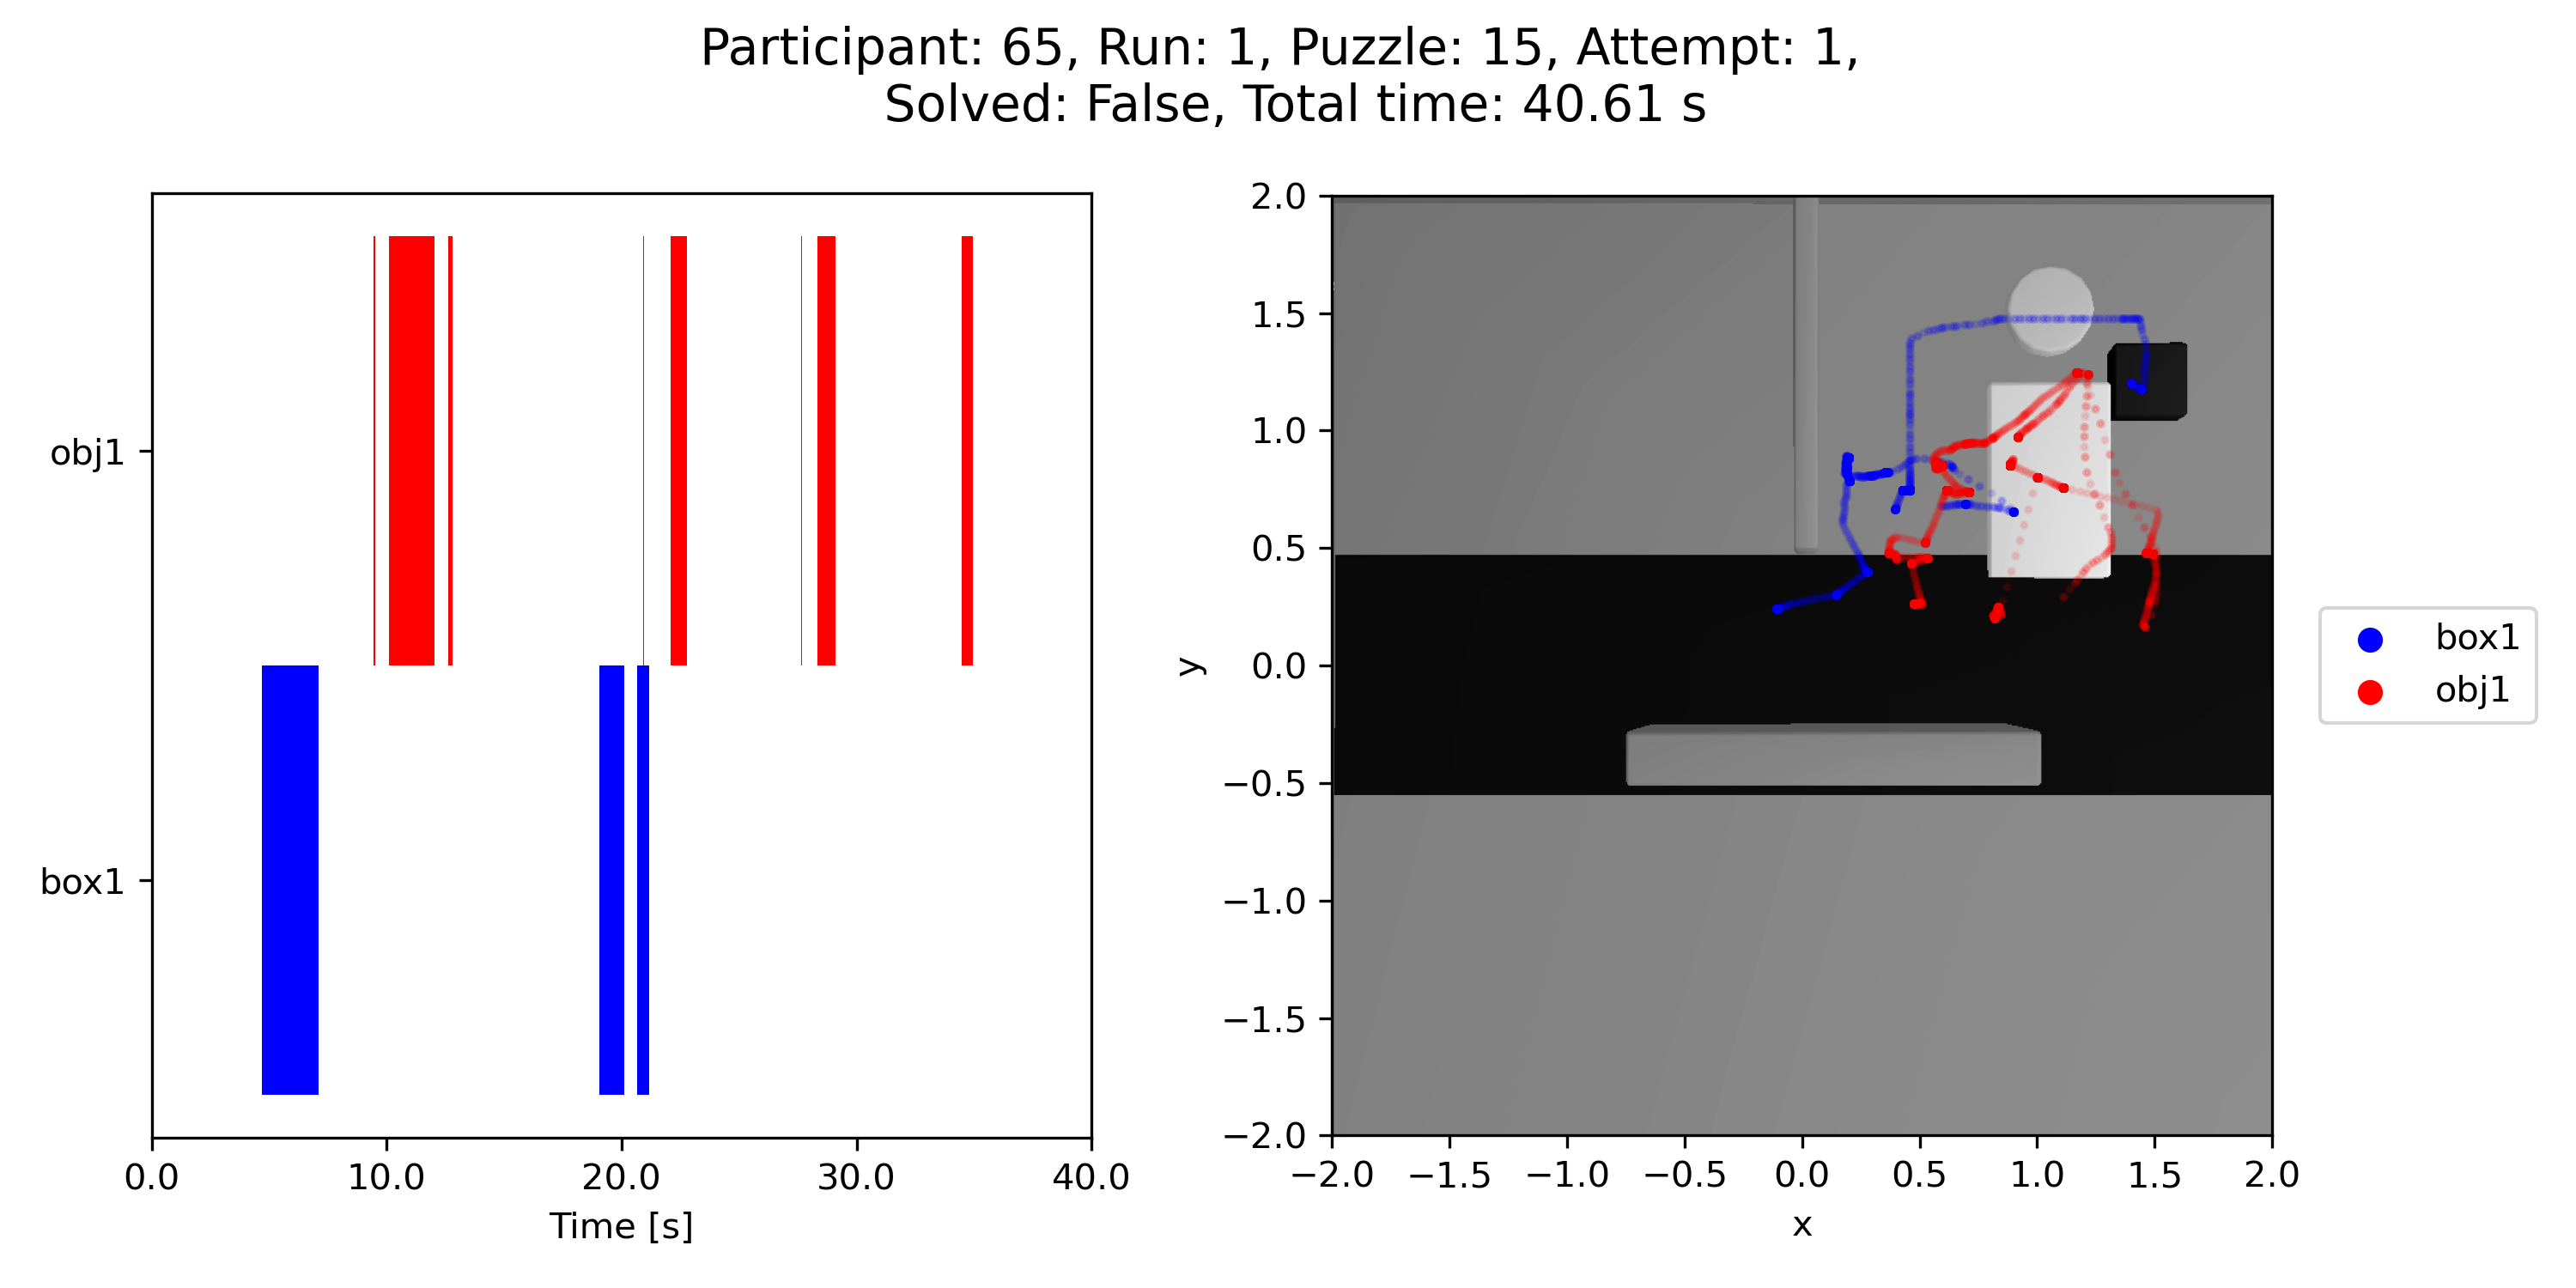 Participant: 65, Run: 1, Puzzle: 15, Attempt: 1,
Solved: False, Total time: 40.61 s
obj1
box1
0.0 10.0 20.0 30.0 40.0
Time [s]
2.0
1.5
1.0
0.5
0.0
−0.5
−1.0
−1.5
−2.0
y
−2.0 −1.5 −1.0 −0.5 0.0 0.5 1.0 1.5 2.0
x
box1
obj1